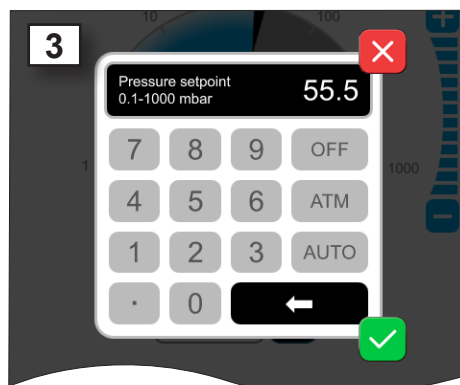 3
10
100
1
1000
Pressure setpoint
0.1-1000 mbar
55.5
7 8 9 OFF
4 5 6 ATM
1 2 3 AUTO
. 0